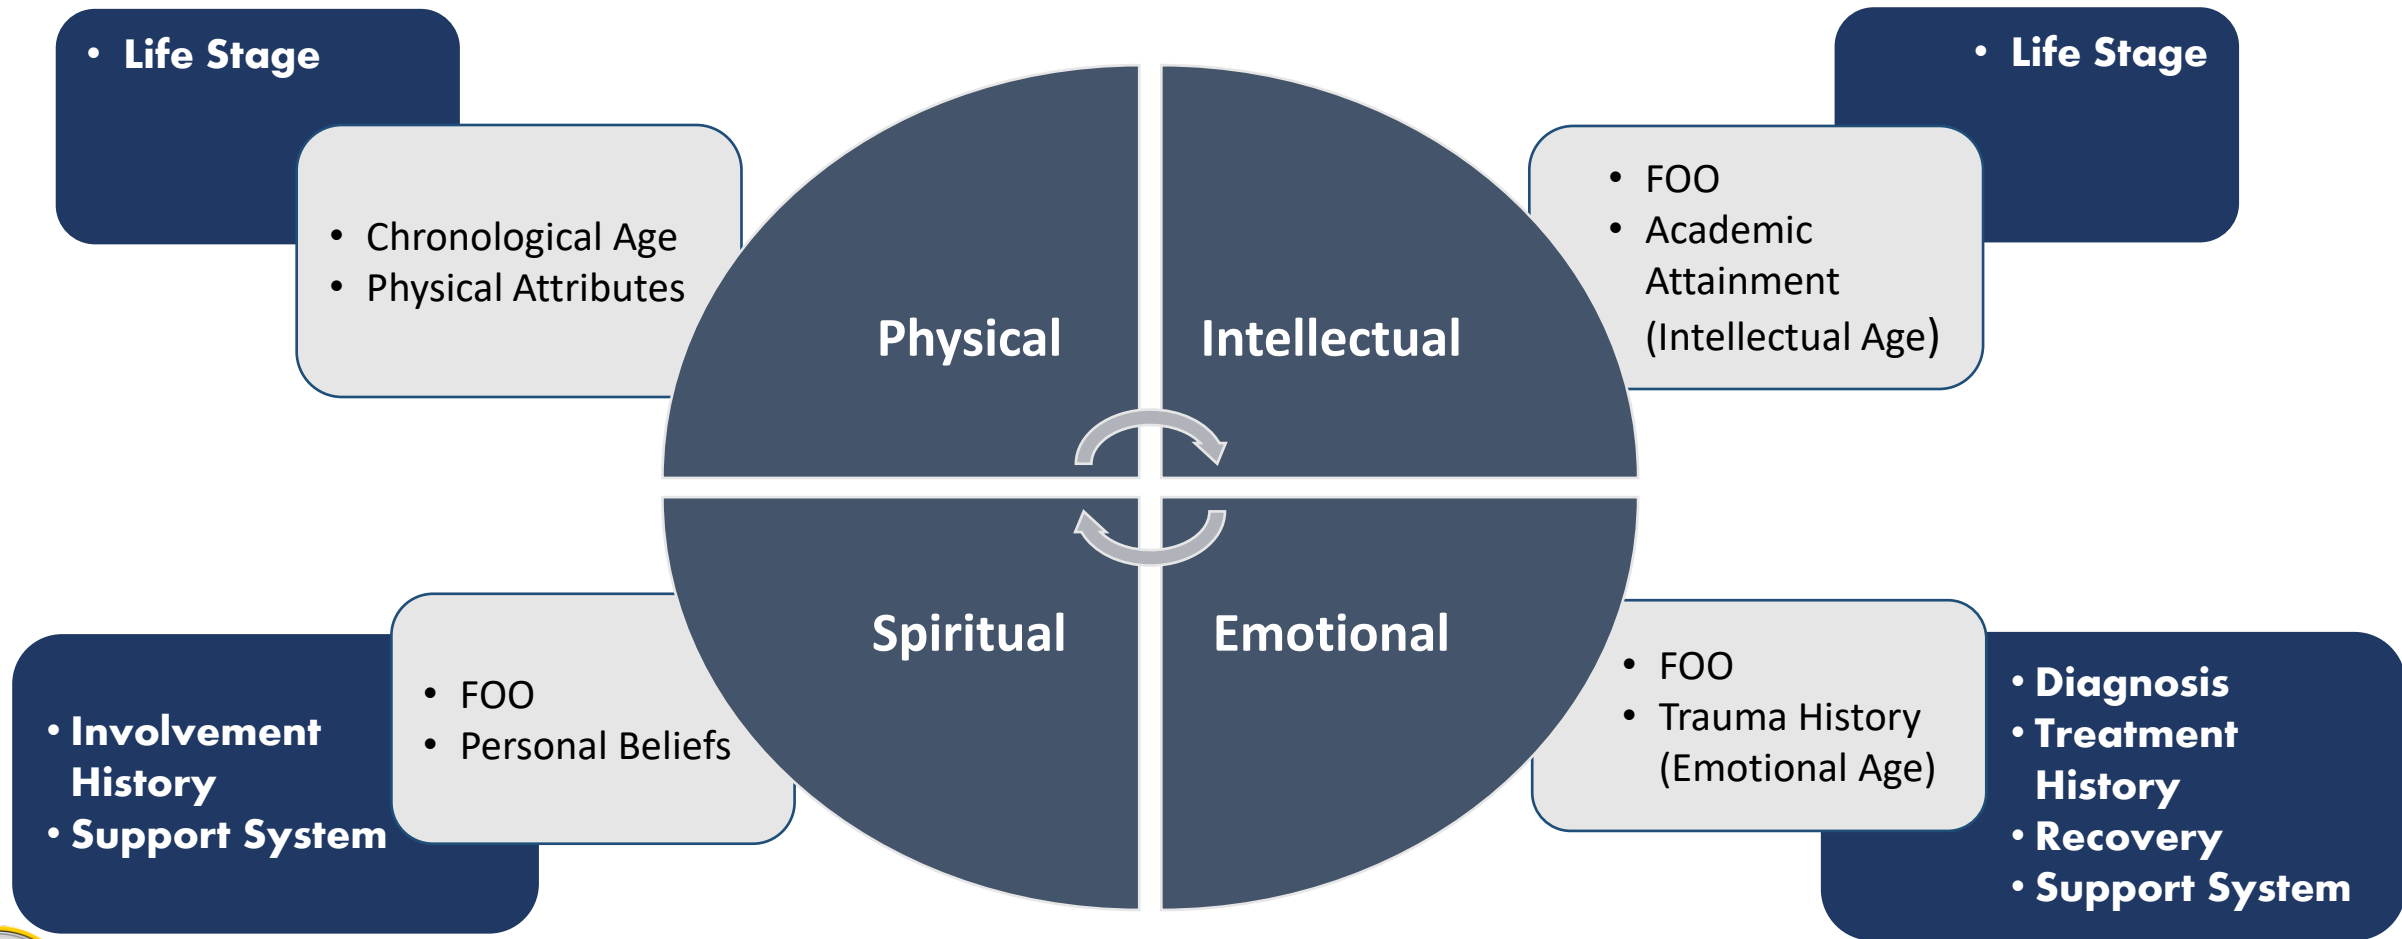 • Life Stage
• Chronological Age
• Physical Attributes
Physical
Intellectual
• Life Stage
• FOO
• Academic
Attainment
(Intellectual Age)
• Involvement
History
• Support System
• FOO
• Personal Beliefs
Spiritual
Emotional
• FOO
• Trauma History
(Emotional Age)
• Diagnosis
• Treatment
History
• Recovery
• Support System